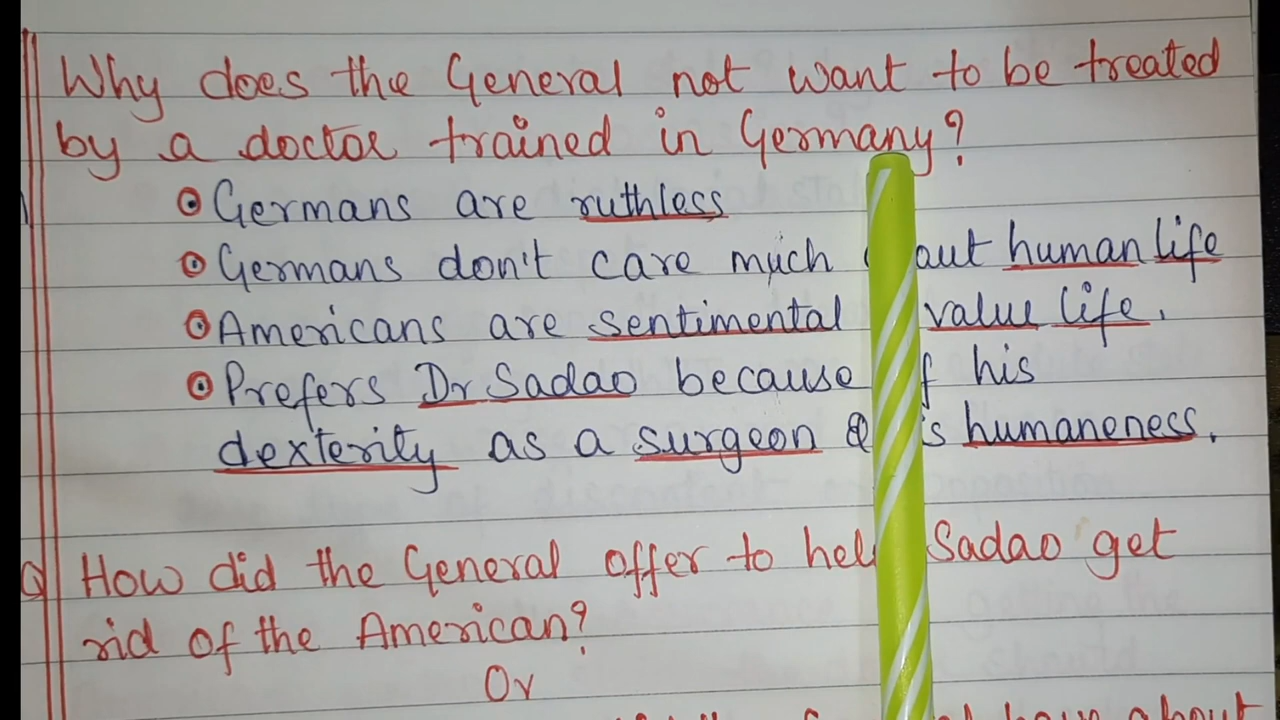 Why does the General not want to be treated
by a doctor trained in Germany?
Germans are ruthless
Germans don't care much aut human life
Americans are sentimental value life.
Prefers Dr Sadao because f his
dexterity as a surgeon & is humaneness.
Q How did the General offer to hel Sadao get
rid of the American?
Or
about